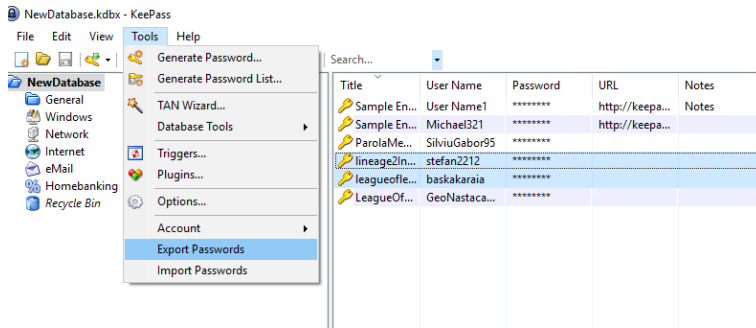 NewDatabase.kdbx - KeePass
File Edit View Tools Help
Search...
Generate Password...
Generate Password List...
TAN Wizard...
Database Tools
Triggers...
Plugins...
Options...
Account
Export Passwords
Import Passwords
NewDatabase
General
Windows
Network
Internet
eMail
Homebanking
Recycle Bin
Title User Name Password URL Notes
Sample En... User Name1 ******** http://keepa... Notes
Sample En... Michael321 ******** http://keepa...
ParolaMe... SilviuGabor95 ********
lineage2In... stefan2212 ********
leagueofle... baskakaraia ********
LeagueOf... GeoNastaca... ********